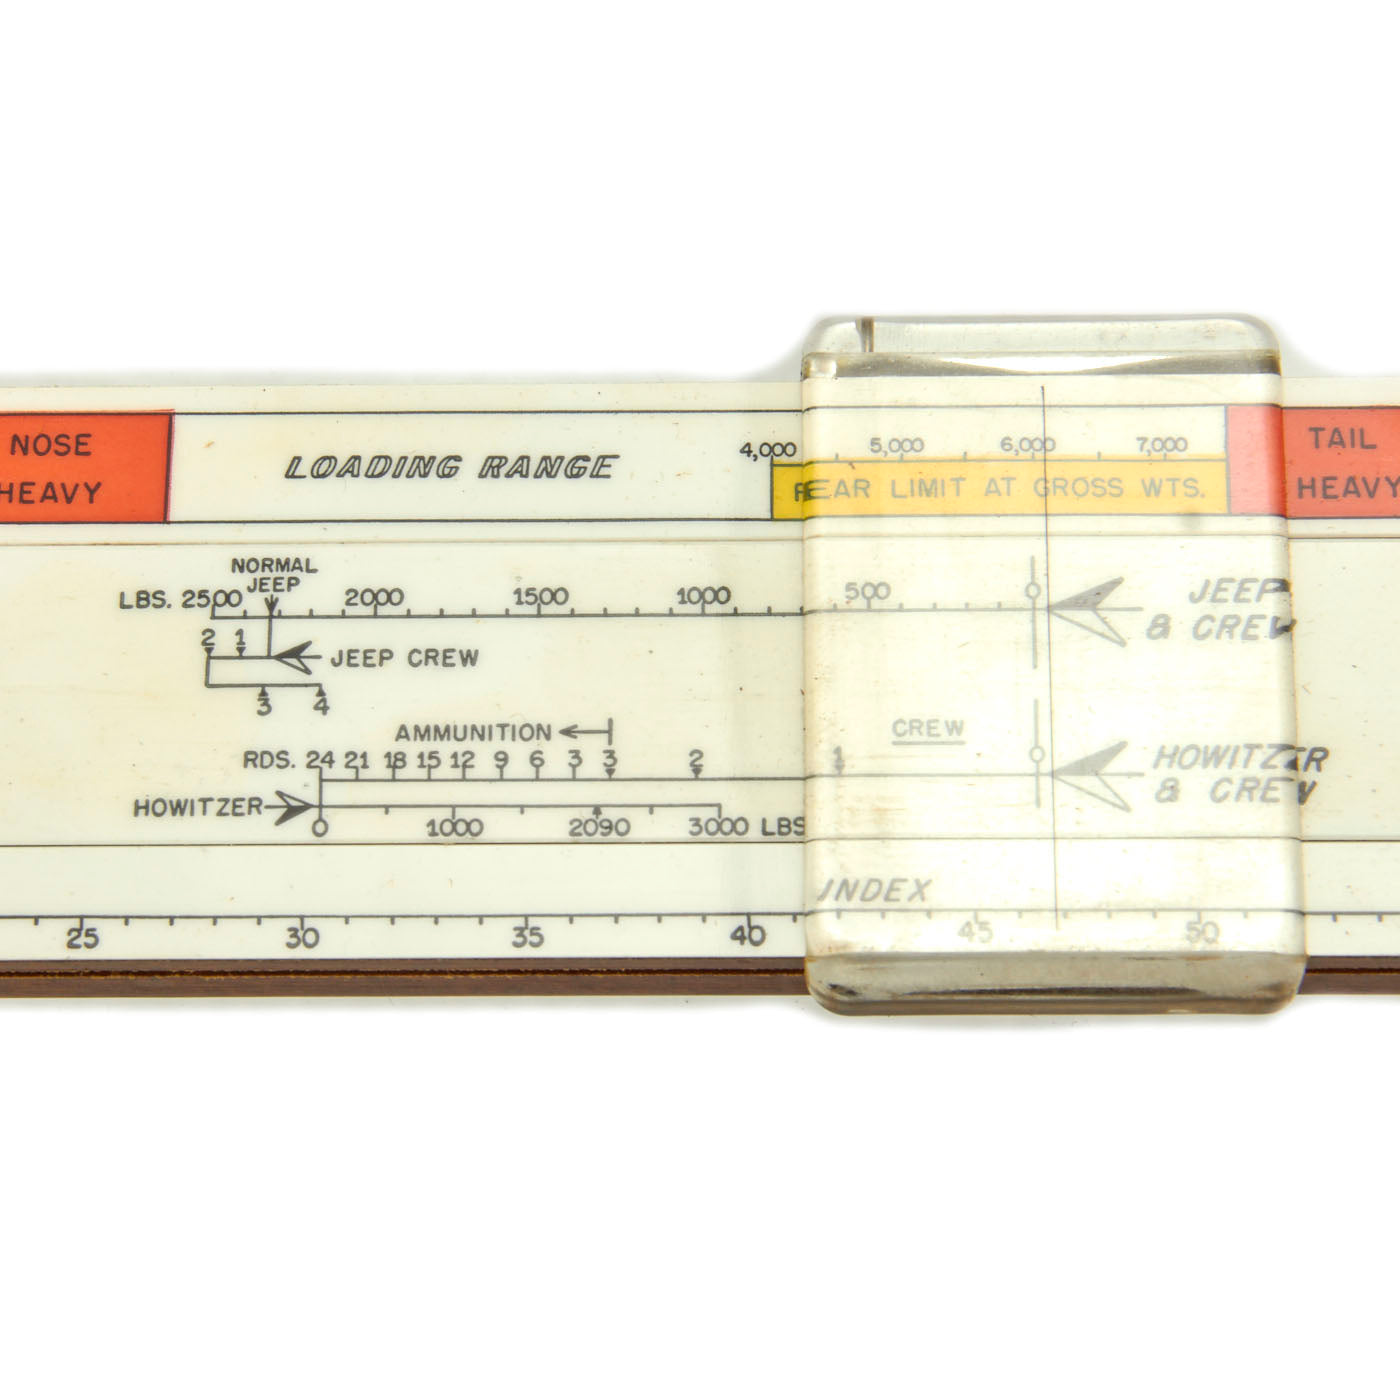 NOSE
HEAVY
LOADING RANGE
4,000 5,000 6,000 7,000
REAR LIMIT AT GROSS WTS.
TAIL
HEAVY
NORMAL
JEEP
LBS. 2500 2000 1500 1000 500
JEEP
& CREW
2 1
JEEP CREW
3 4
AMMUNITION
CREW
RDS. 24 21 18 15 12 9 6 3 3 2 1
HOWITZER
& CREW
HOWITZER
0 1000 2090 3000 LBS
INDEX
25 30 35 40 45 50